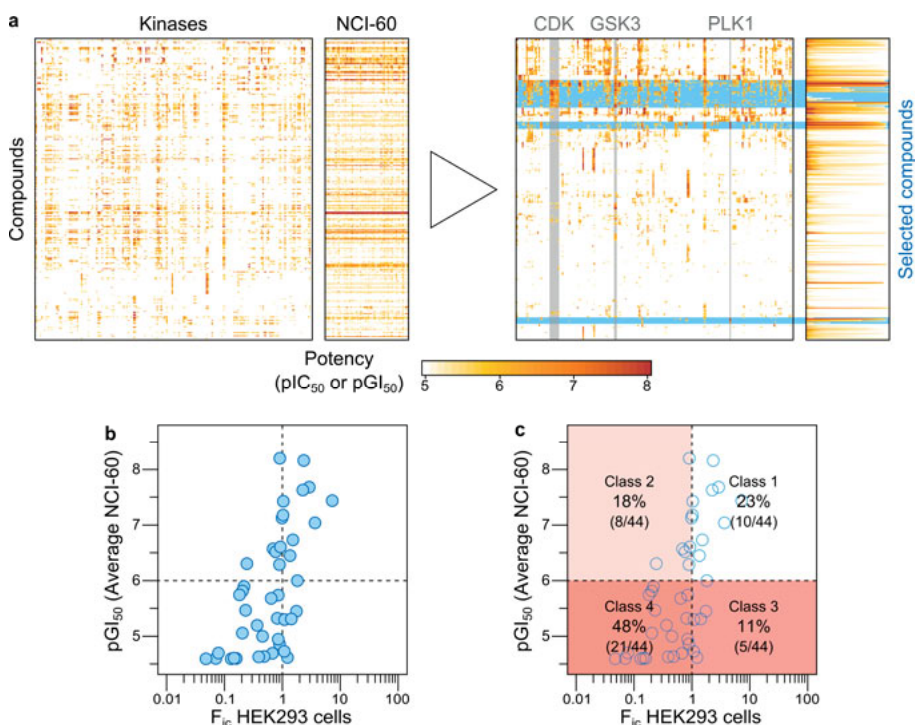 a
Kinases
NCI-60
CDK
GSK3
PLK1
Compounds
Selected compounds
Potency
(pIC50 or pGI50)
5
6
7
8
b
pGI50 (Average NCI-60)
8
7
6
5
0.01
0.1
1
10
100
Fic HEK293 cells
c
pGI50 (Average NCI-60)
8
7
6
5
Class 2
18%
(8/44)
Class 1
23%
(10/44)
Class 4
48%
(21/44)
Class 3
11%
(5/44)
0.01
0.1
1
10
100
Fic HEK293 cells